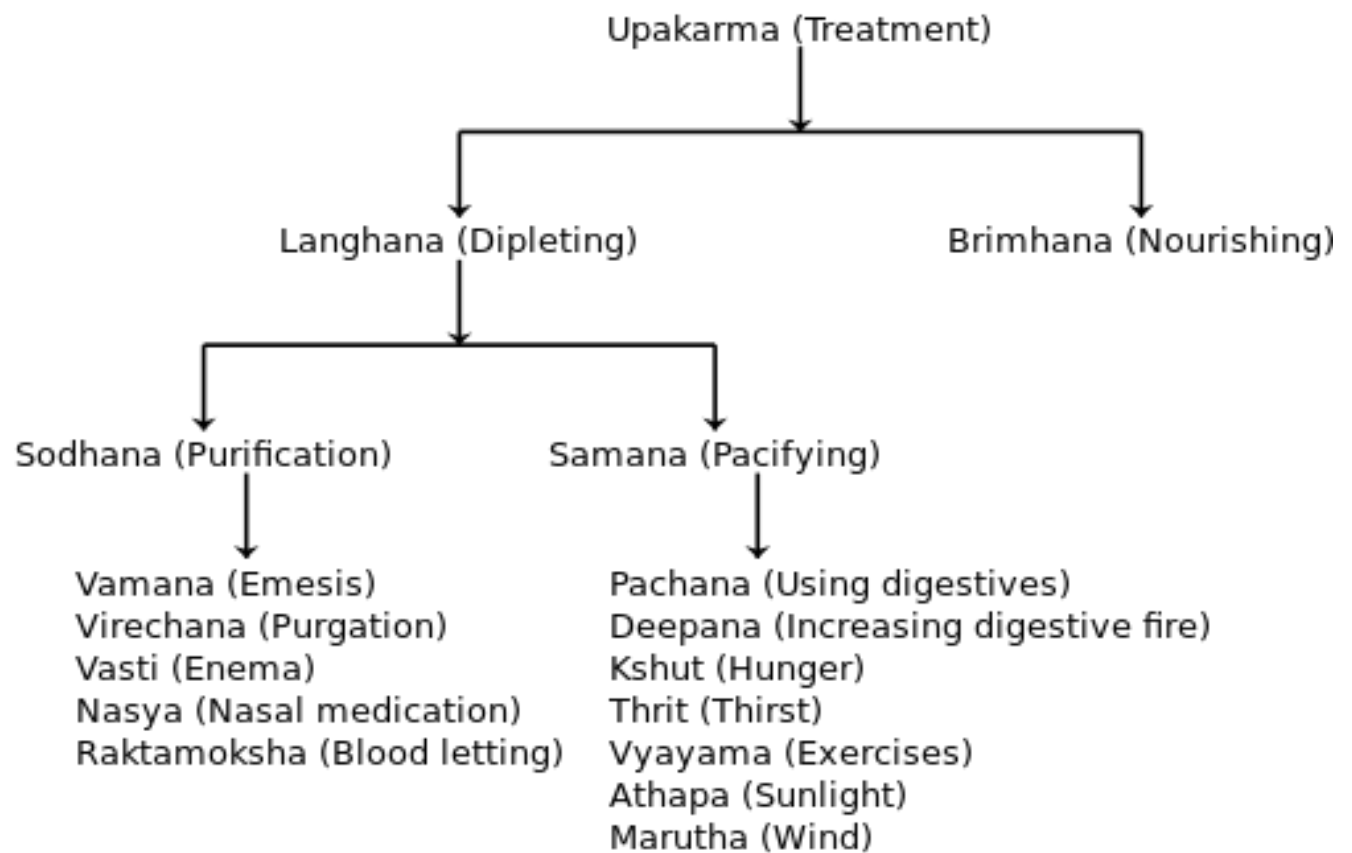 Upakarma (Treatment)
Langhana (Dipleting)
Brimhana (Nourishing)
Sodhana (Purification)
Samana (Pacifying)
Vamana (Emesis)
Virechana (Purgation)
Vasti (Enema)
Nasya (Nasal medication)
Raktamoksha (Blood letting)
Pachana (Using digestives)
Deepana (Increasing digestive fire)
Kshut (Hunger)
Thrit (Thirst)
Vyayama (Exercises)
Athapa (Sunlight)
Marutha (Wind)